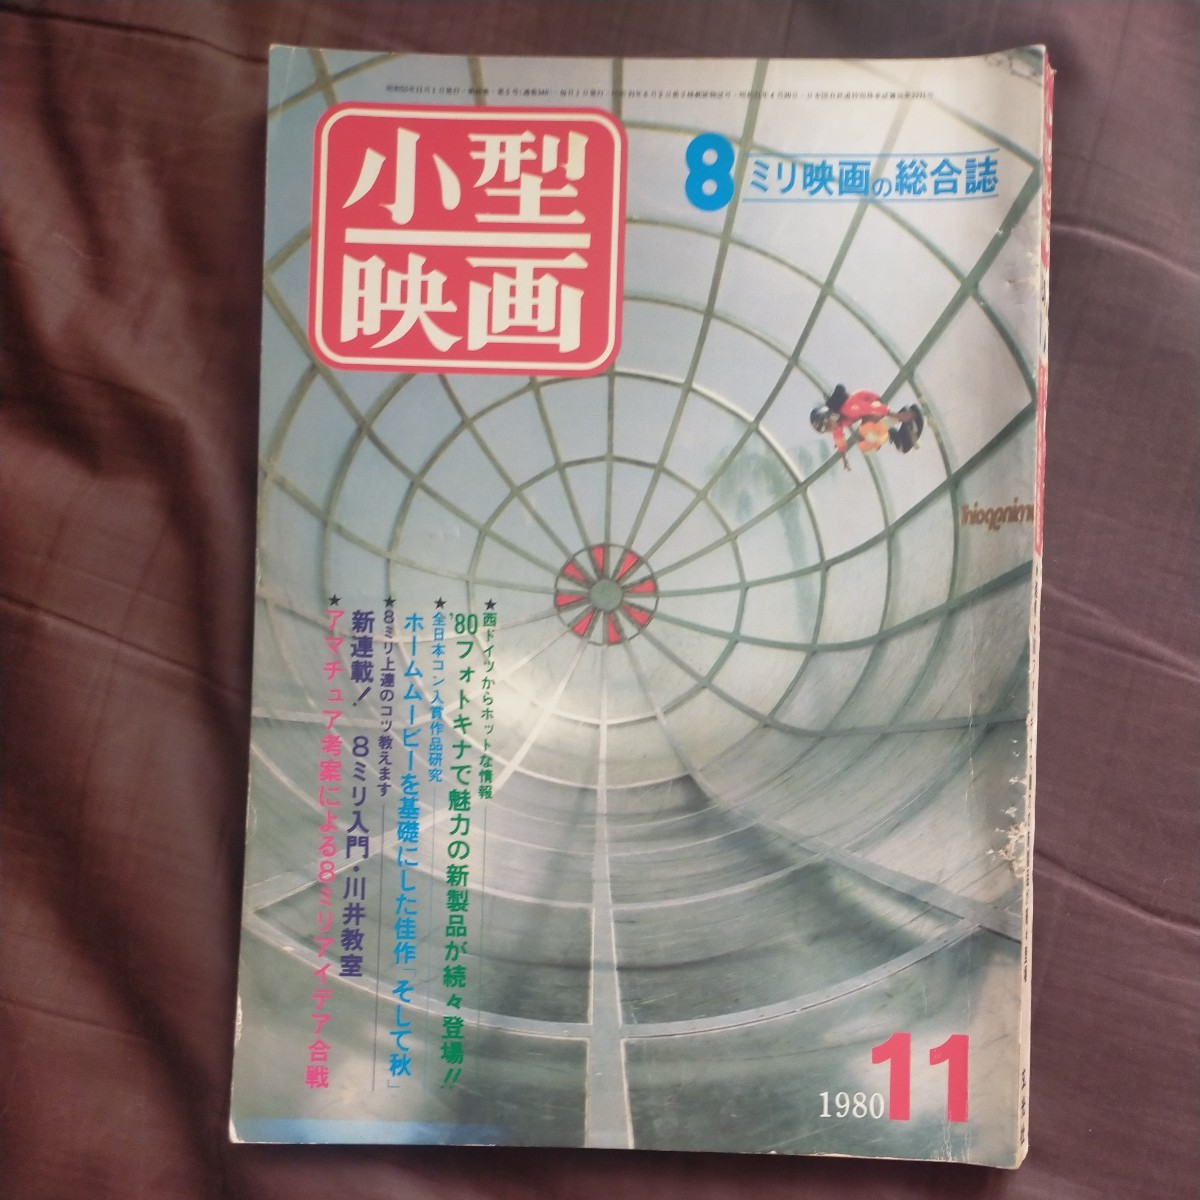 小型
映画
8ミリ映画の総合誌
★西ドイツからホットな情報
'80フォトキナで魅力の新製品が続々登場!!
★全日本コン入賞作品研究
ホームムービーを基礎にした佳作「そして秋」
★8ミリ上達のコツ教えます
新連載! 8ミリ入門・川井教室
★アマチュア考案による8ミリアイデア合戦
1980 11